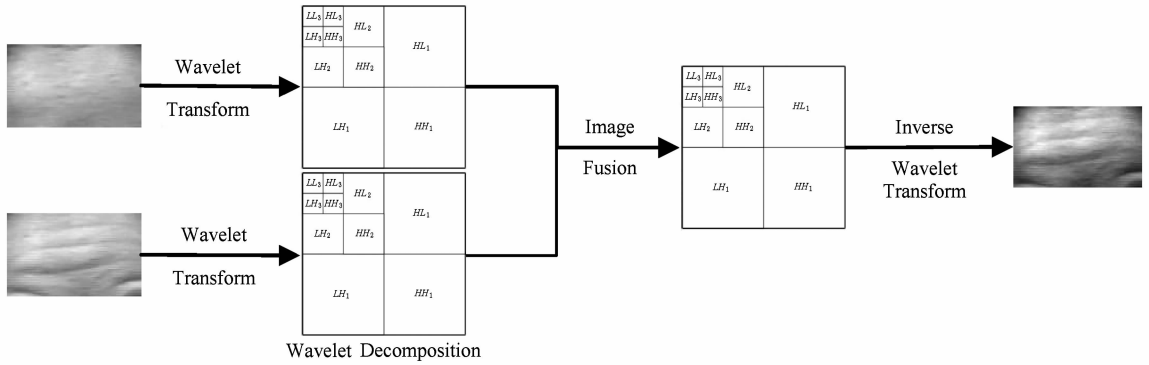 Wavelet
Transform
LL3 HL3
HL2
HL1
LH3 HH3
LH2 HH2
LH1 HH1
Wavelet
Transform
LL3 HL3
HL2
HL1
LH3 HH3
LH2 HH2
LH1 HH1
Wavelet Decomposition
Image
Fusion
LL3 HL3
HL2
HL1
LH3 HH3
LH2 HH2
LH1 HH1
Inverse
Wavelet
Transform